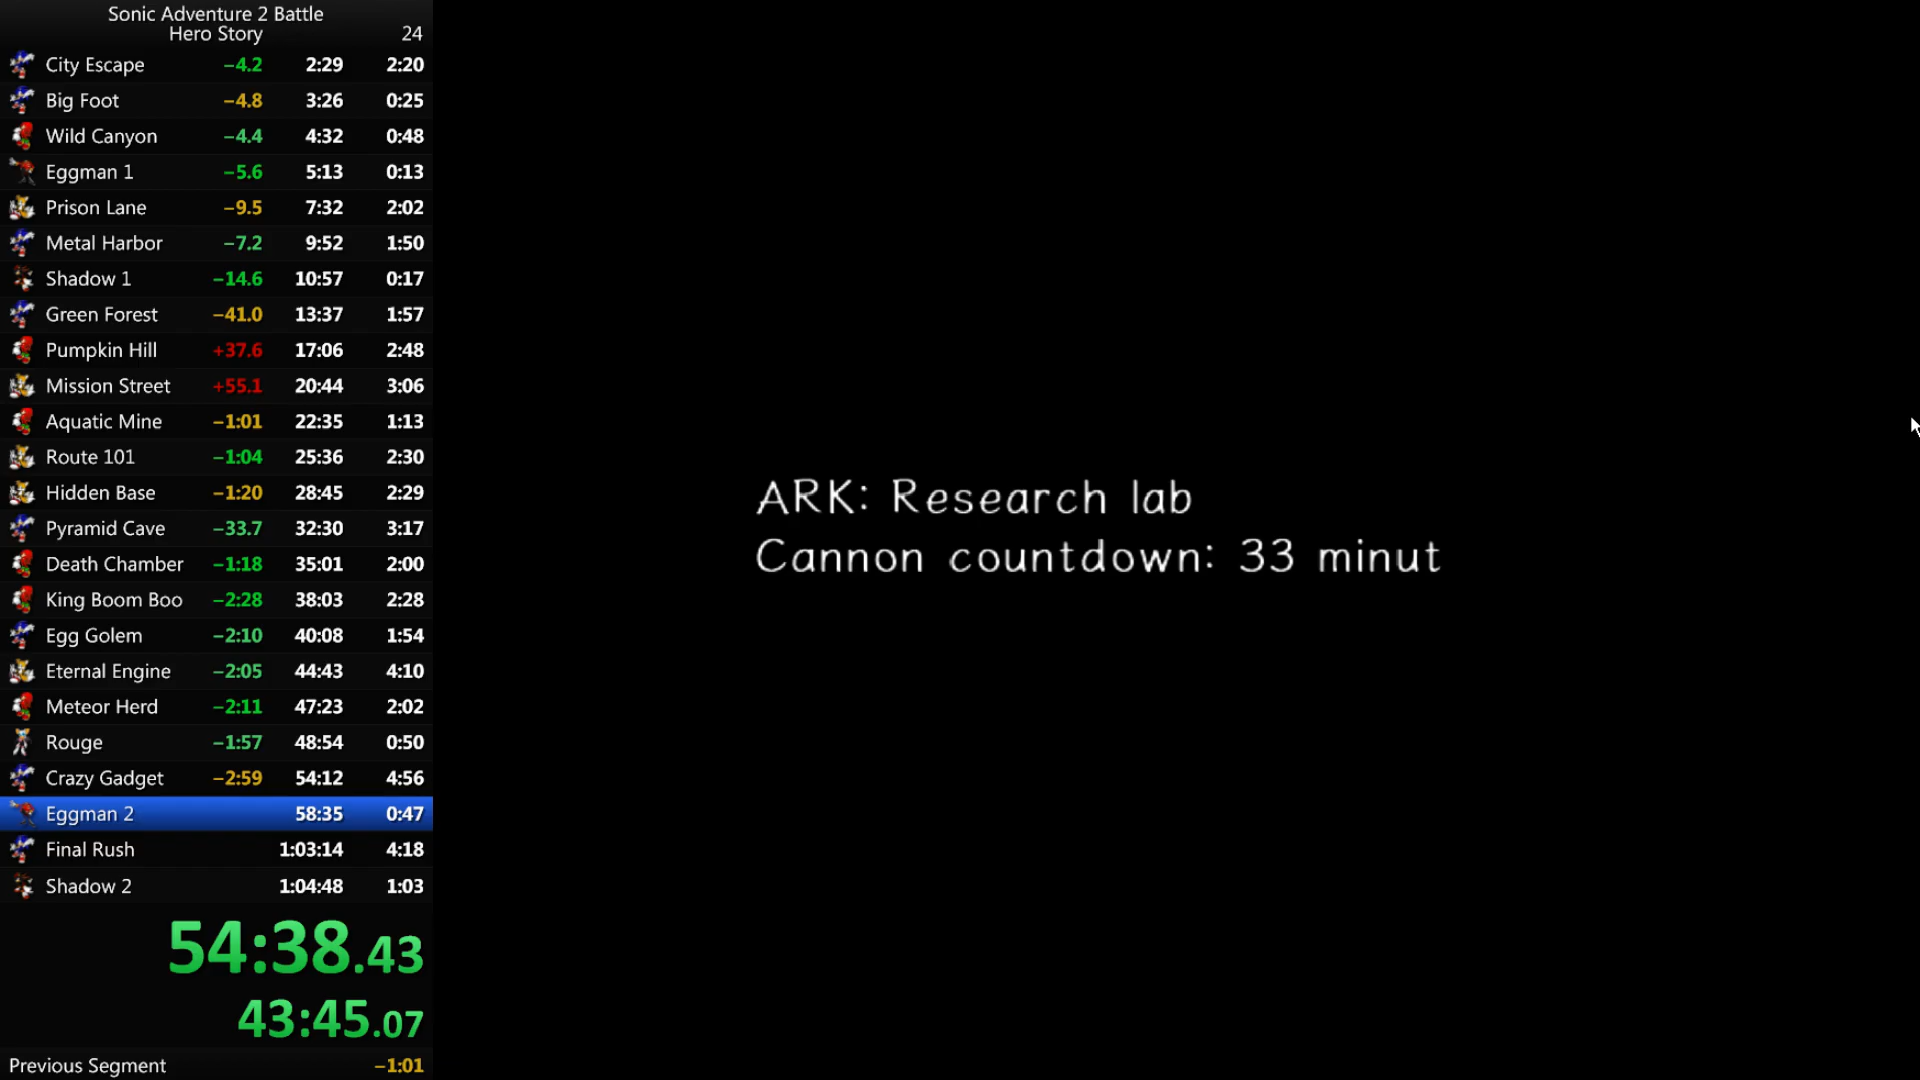 Sonic Adventure 2 Battle
Hero Story 24
City Escape −4.2 2:29 2:20
Big Foot −4.8 3:26 0:25
Wild Canyon −4.4 4:32 0:48
Eggman 1 −5.6 5:13 0:13
Prison Lane −9.5 7:32 2:02
Metal Harbor −7.2 9:52 1:50
Shadow 1 −14.6 10:57 0:17
Green Forest −41.0 13:37 1:57
Pumpkin Hill +37.6 17:06 2:48
Mission Street +55.1 20:44 3:06
Aquatic Mine −1:01 22:35 1:13
Route 101 −1:04 25:36 2:30
Hidden Base −1:20 28:45 2:29
Pyramid Cave −33.7 32:30 3:17
Death Chamber −1:18 35:01 2:00
King Boom Boo −2:28 38:03 2:28
Egg Golem −2:10 40:08 1:54
Eternal Engine −2:05 44:43 4:10
Meteor Herd −2:11 47:23 2:02
Rouge −1:57 48:54 0:50
Crazy Gadget −2:59 54:12 4:56
Eggman 2 58:35 0:47
Final Rush 1:03:14 4:18
Shadow 2 1:04:48 1:03
54:38.43
43:45.07
Previous Segment −1:01
ARK: Research lab
Cannon countdown: 33 minut